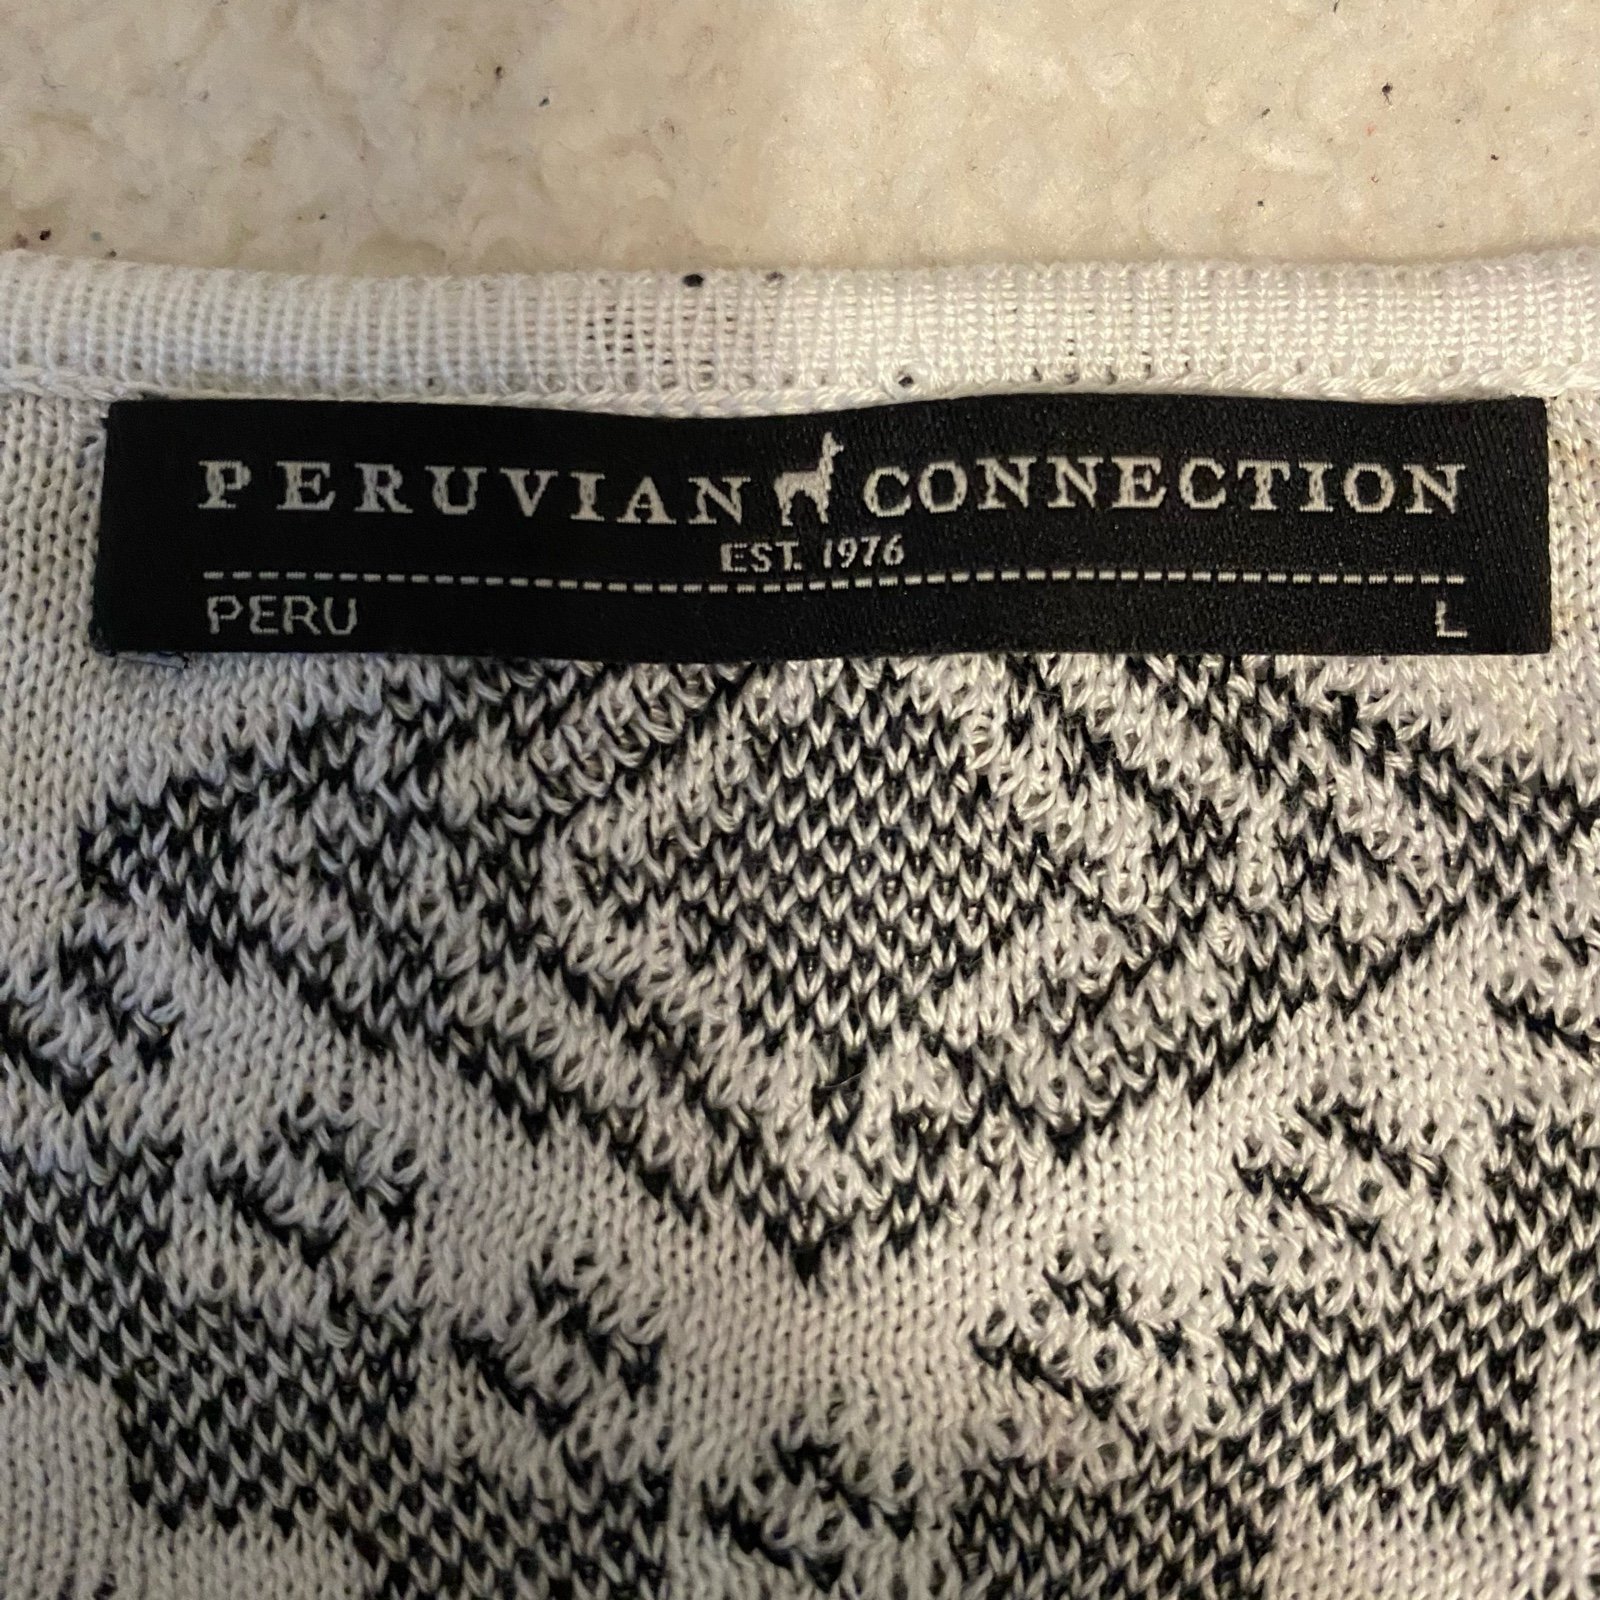 PERUVIAN CONNECTION
EST. 1976
PERU L